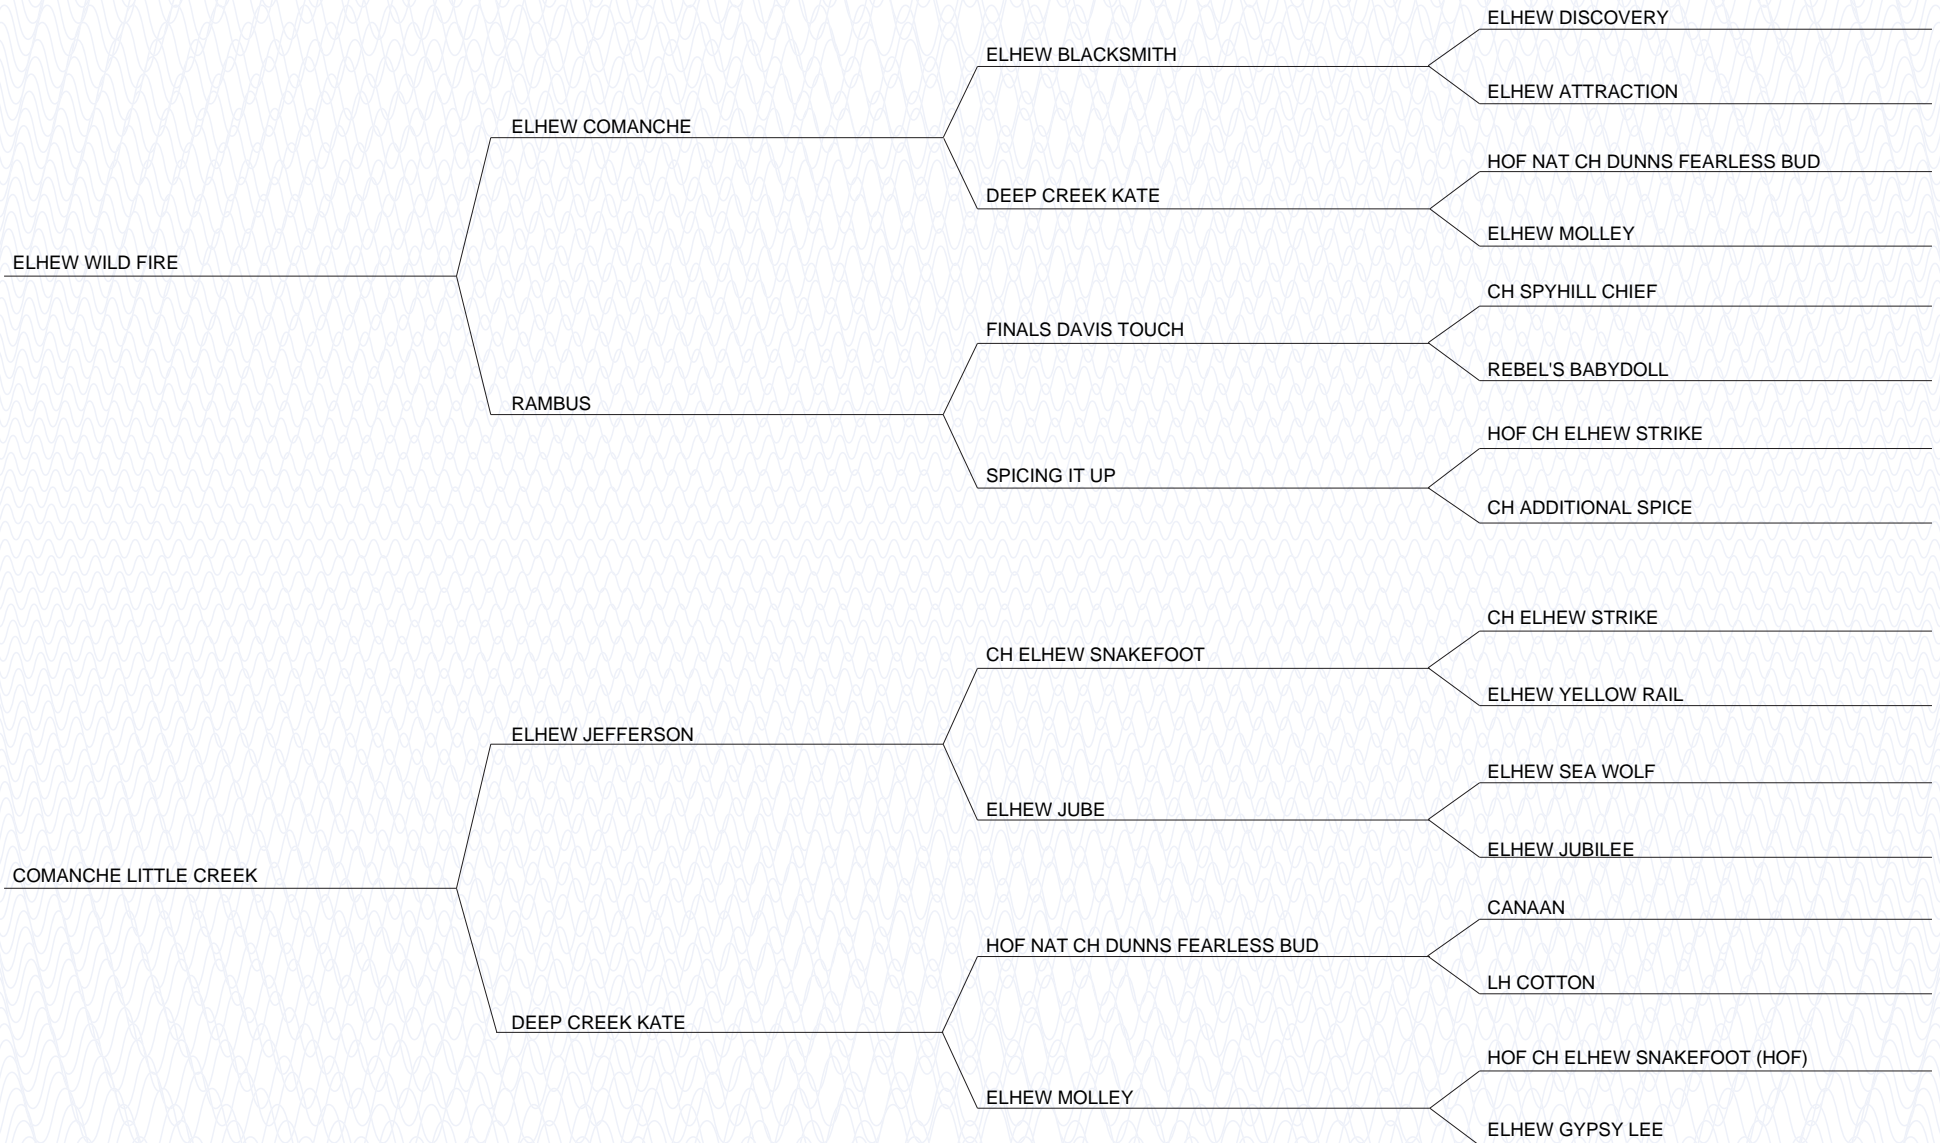 ELHEW DISCOVERY
ELHEW BLACKSMITH
ELHEW ATTRACTION
ELHEW COMANCHE
HOF NAT CH DUNNS FEARLESS BUD
DEEP CREEK KATE
ELHEW MOLLEY
ELHEW WILD FIRE
CH SPYHILL CHIEF
FINALS DAVIS TOUCH
REBEL'S BABYDOLL
RAMBUS
HOF CH ELHEW STRIKE
SPICING IT UP
CH ADDITIONAL SPICE
CH ELHEW STRIKE
CH ELHEW SNAKEFOOT
ELHEW YELLOW RAIL
ELHEW JEFFERSON
ELHEW SEA WOLF
ELHEW JUBE
ELHEW JUBILEE
COMANCHE LITTLE CREEK
CANAAN
HOF NAT CH DUNNS FEARLESS BUD
LH COTTON
DEEP CREEK KATE
HOF CH ELHEW SNAKEFOOT (HOF)
ELHEW MOLLEY
ELHEW GYPSY LEE